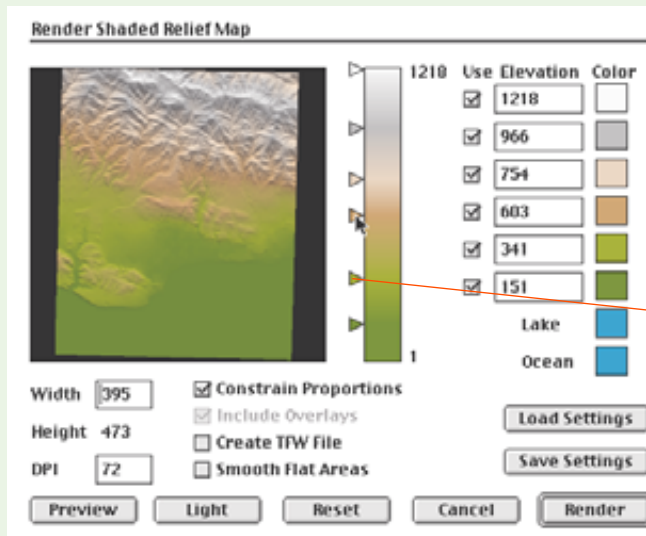 Render Shaded Relief Map
1218 Use Elevation Color
1218
966
754
603
341
151
Lake
1 Ocean
Width 395
Height 473
DPI 72
Constrain Proportions
Include Overlays
Create TFW File
Smooth Flat Areas
Load Settings
Save Settings
Preview Light Reset Cancel Render